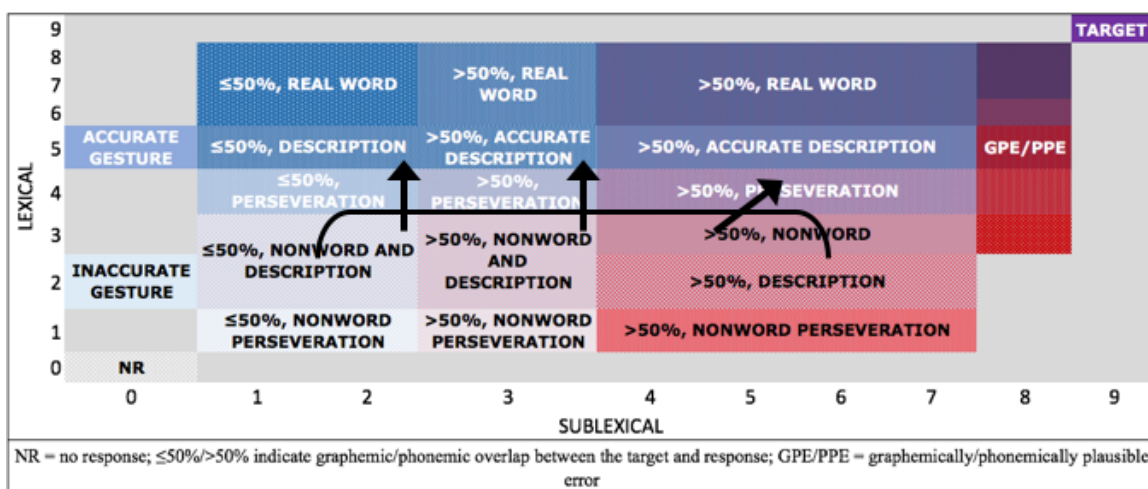 9 TARGET
8
7 ≤50%, REAL WORD >50%, REAL WORD >50%, REAL WORD
6
5 ACCURATE GESTURE ≤50%, DESCRIPTION >50%, ACCURATE DESCRIPTION >50%, ACCURATE DESCRIPTION GPE/PPE
4 ≤50%, PERSEVERATION >50%, PERSEVERATION >50%, PERSEVERATION
3 ≤50%, NONWORD AND DESCRIPTION >50%, NONWORD AND DESCRIPTION >50%, NONWORD
2 INACCURATE GESTURE >50%, DESCRIPTION
1 ≤50%, NONWORD PERSEVERATION >50%, NONWORD PERSEVERATION >50%, NONWORD PERSEVERATION
0 NR
LEXICAL
0 1 2 3 4 5 6 7 8 9
SUBLEXICAL
NR = no response; ≤50%/>50% indicate graphemic/phonemic overlap between the target and response; GPE/PPE = graphemically/phonemically plausible
error